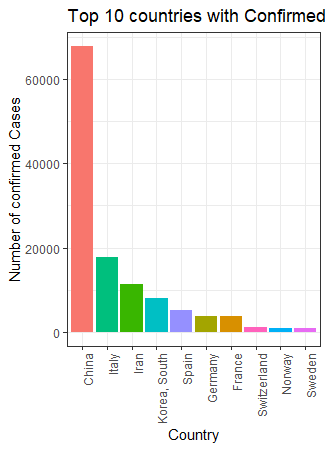 Top 10 countries with Confirmed
Number of confirmed Cases
60000
40000
20000
0
China
Italy
Iran
Korea, South
Spain
Germany
France
Switzerland
Norway
Sweden
Country